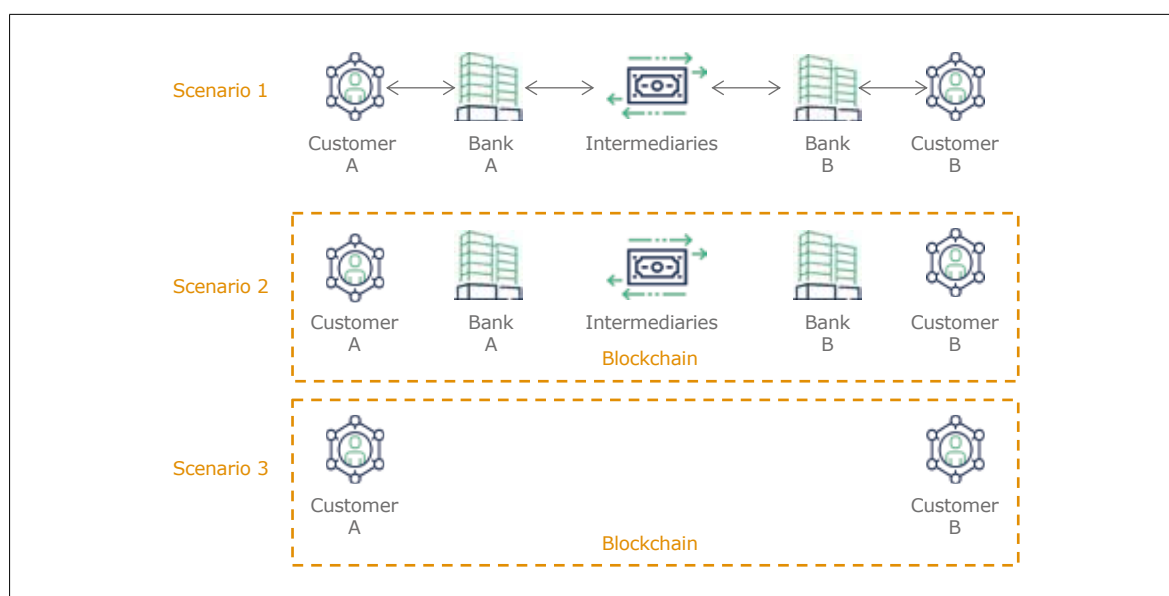 Scenario 1
Customer
A
Bank
A
Intermediaries
Bank
B
Customer
B
Scenario 2
Customer
A
Bank
A
Intermediaries
Bank
B
Customer
B
Blockchain
Scenario 3
Customer
A
Customer
B
Blockchain